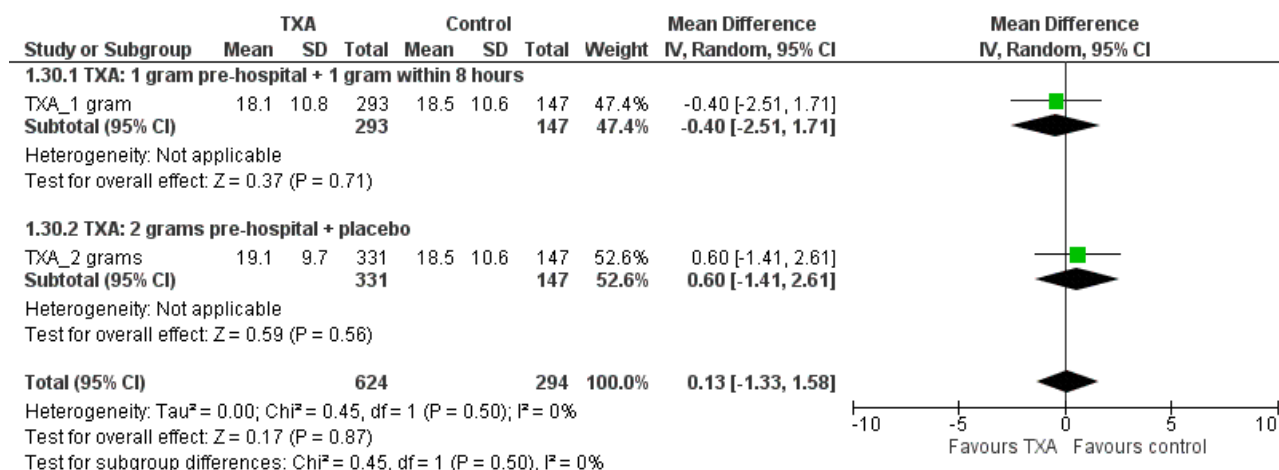 TXA Control Mean Difference Mean Difference
Study or Subgroup Mean SD Total Mean SD Total Weight IV, Random, 95% CI IV, Random, 95% CI
1.30.1 TXA: 1 gram pre-hospital + 1 gram within 8 hours
TXA_1 gram 18.1 10.8 293 18.5 10.6 147 47.4% -0.40 [-2.51, 1.71]
Subtotal (95% CI) 293 147 47.4% -0.40 [-2.51, 1.71]
Heterogeneity: Not applicable
Test for overall effect: Z = 0.37 (P = 0.71)
1.30.2 TXA: 2 grams pre-hospital + placebo
TXA_2 grams 19.1 9.7 331 18.5 10.6 147 52.6% 0.60 [-1.41, 2.61]
Subtotal (95% CI) 331 147 52.6% 0.60 [-1.41, 2.61]
Heterogeneity: Not applicable
Test for overall effect: Z = 0.59 (P = 0.56)
Total (95% CI) 624 294 100.0% 0.13 [-1.33, 1.58]
Heterogeneity: Tau² = 0.00; Chi² = 0.45, df = 1 (P = 0.50); I² = 0%
Test for overall effect: Z = 0.17 (P = 0.87)
Test for subgroup differences: Chi² = 0.45, df = 1 (P = 0.50), I² = 0%
-10 -5 0 5 10
Favours TXA Favours control